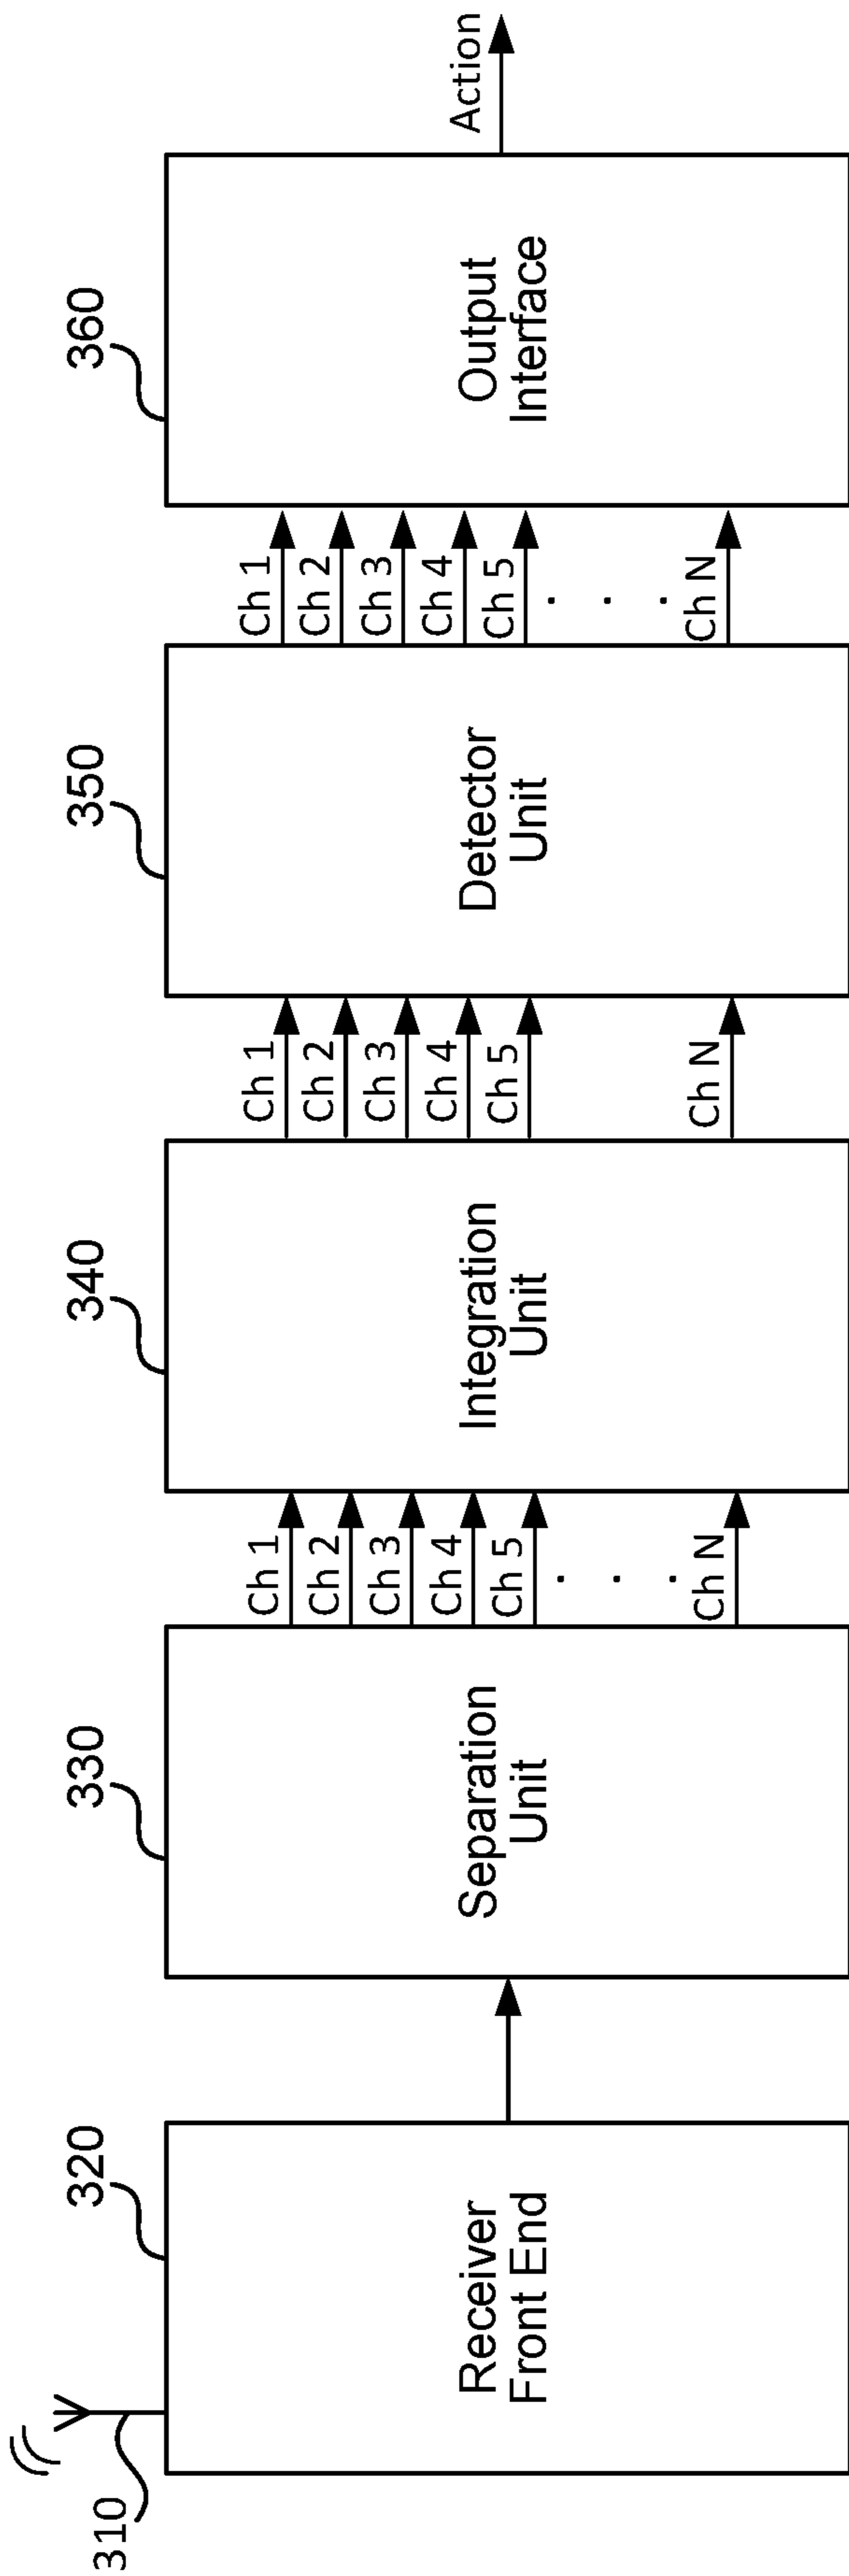 310
320
Receiver
Front End
330
Separation
Unit
Ch 1
Ch 2
Ch 3
Ch 4
Ch 5
. . .
Ch N
340
Integration
Unit
Ch 1
Ch 2
Ch 3
Ch 4
Ch 5
Ch N
350
Detector
Unit
Ch 1
Ch 2
Ch 3
Ch 4
Ch 5
. . .
Ch N
360
Output
Interface
Action